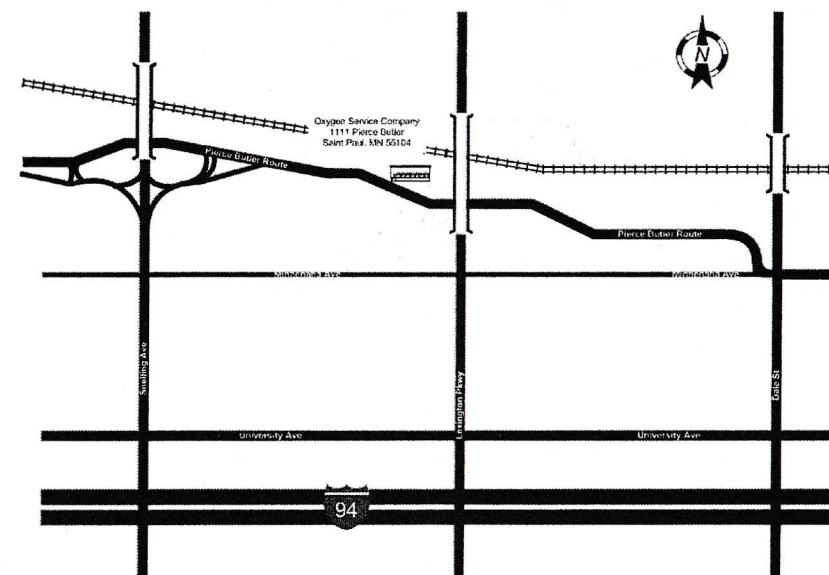 N
Oxygen Service Company
1111 Pierce Butler
Saint Paul, MN 55104
Pierce Butler Route
Pierce Butler Route
Minnehaha Ave
Minnehaha Ave
Snelling Ave
Lexington Pkwy
Dale St
University Ave
University Ave
94